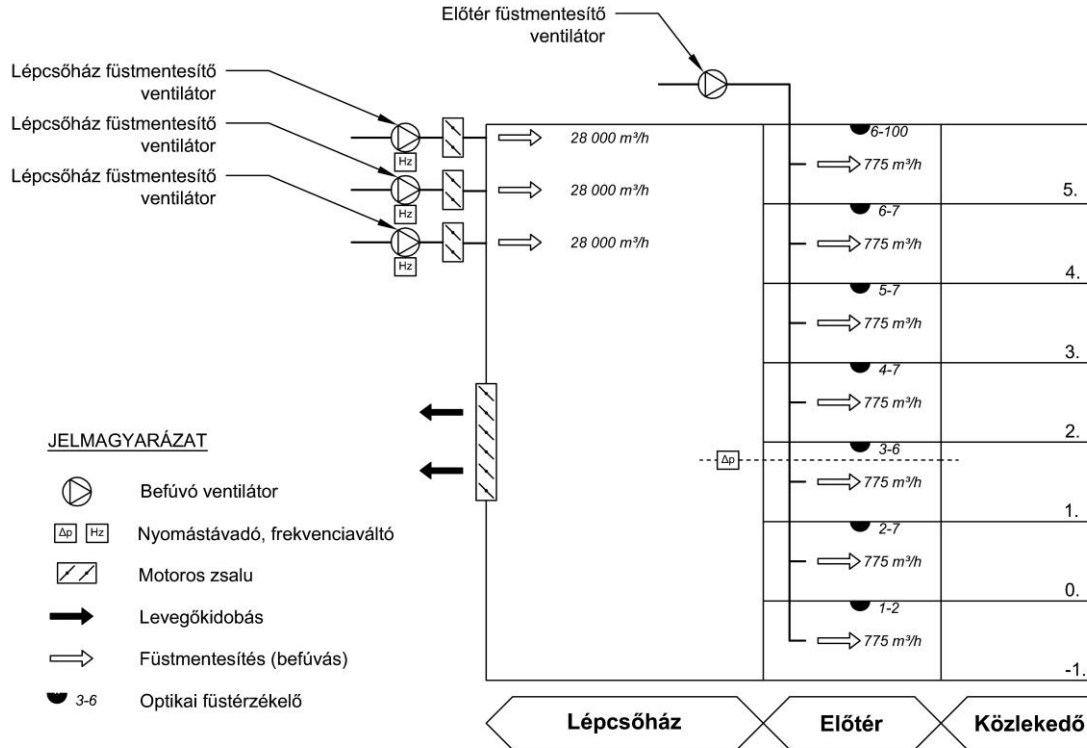 Előtér füstmentesítő
ventilátor
Lépcsőház füstmentesítő
ventilátor
Lépcsőház füstmentesítő
ventilátor
Lépcsőház füstmentesítő
ventilátor
Hz
Hz
Hz
28 000 m³/h
28 000 m³/h
28 000 m³/h
6-100
775 m³/h
5.
6-7
775 m³/h
4.
5-7
775 m³/h
3.
4-7
775 m³/h
2.
3-6
Δp
775 m³/h
1.
2-7
775 m³/h
0.
1-2
775 m³/h
-1.
JELMAGYARÁZAT
Befúvó ventilátor
Δp Hz Nyomástávadó, frekvenciaváltó
Motoros zsalu
Levegőkidobás
Füstmentesítés (befúvás)
3-6 Optikai füstérzékelő
Lépcsőház
Előtér
Közlekedő